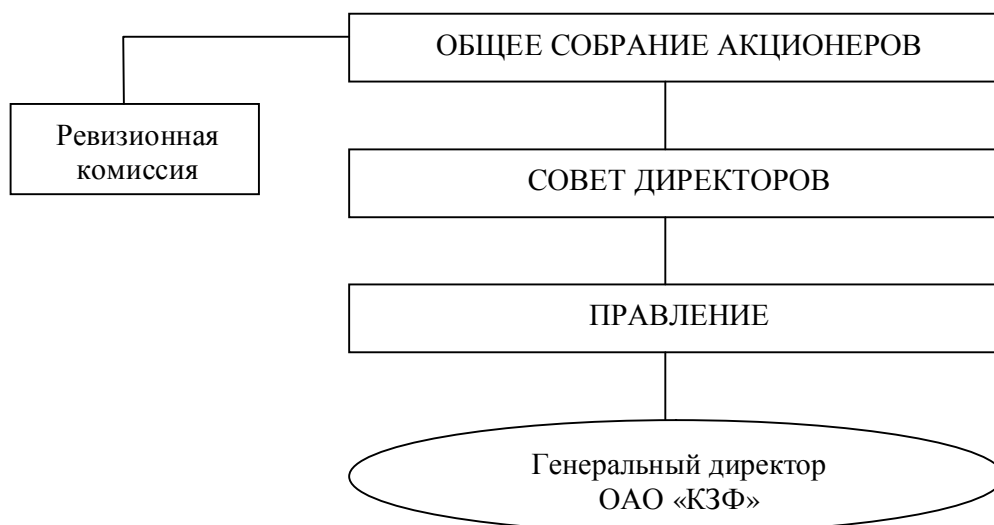 ОБЩЕЕ СОБРАНИЕ АКЦИОНЕРОВ
Ревизионная
комиссия
СОВЕТ ДИРЕКТОРОВ
ПРАВЛЕНИЕ
Генеральный директор
ОАО «КЗФ»